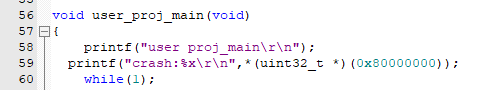 56 void user_proj_main(void)
57 {
58 printf("user proj_main\r\n");
59 printf("crash:%x\r\n",*(uint32_t *)(0x80000000));
60 while(1);